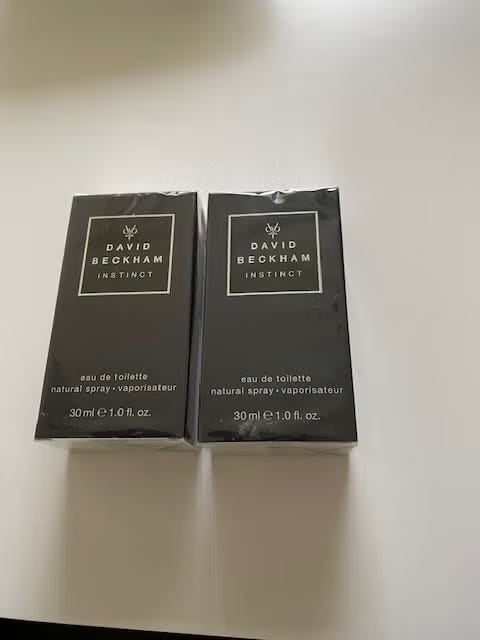 DAVID
BECKHAM
INSTINCT
eau de toilette
natural spray • vaporisateur
30 ml ℮ 1.0 fl. oz.
DAVID
BECKHAM
INSTINCT
eau de toilette
natural spray • vaporisateur
30 ml ℮ 1.0 fl. oz.